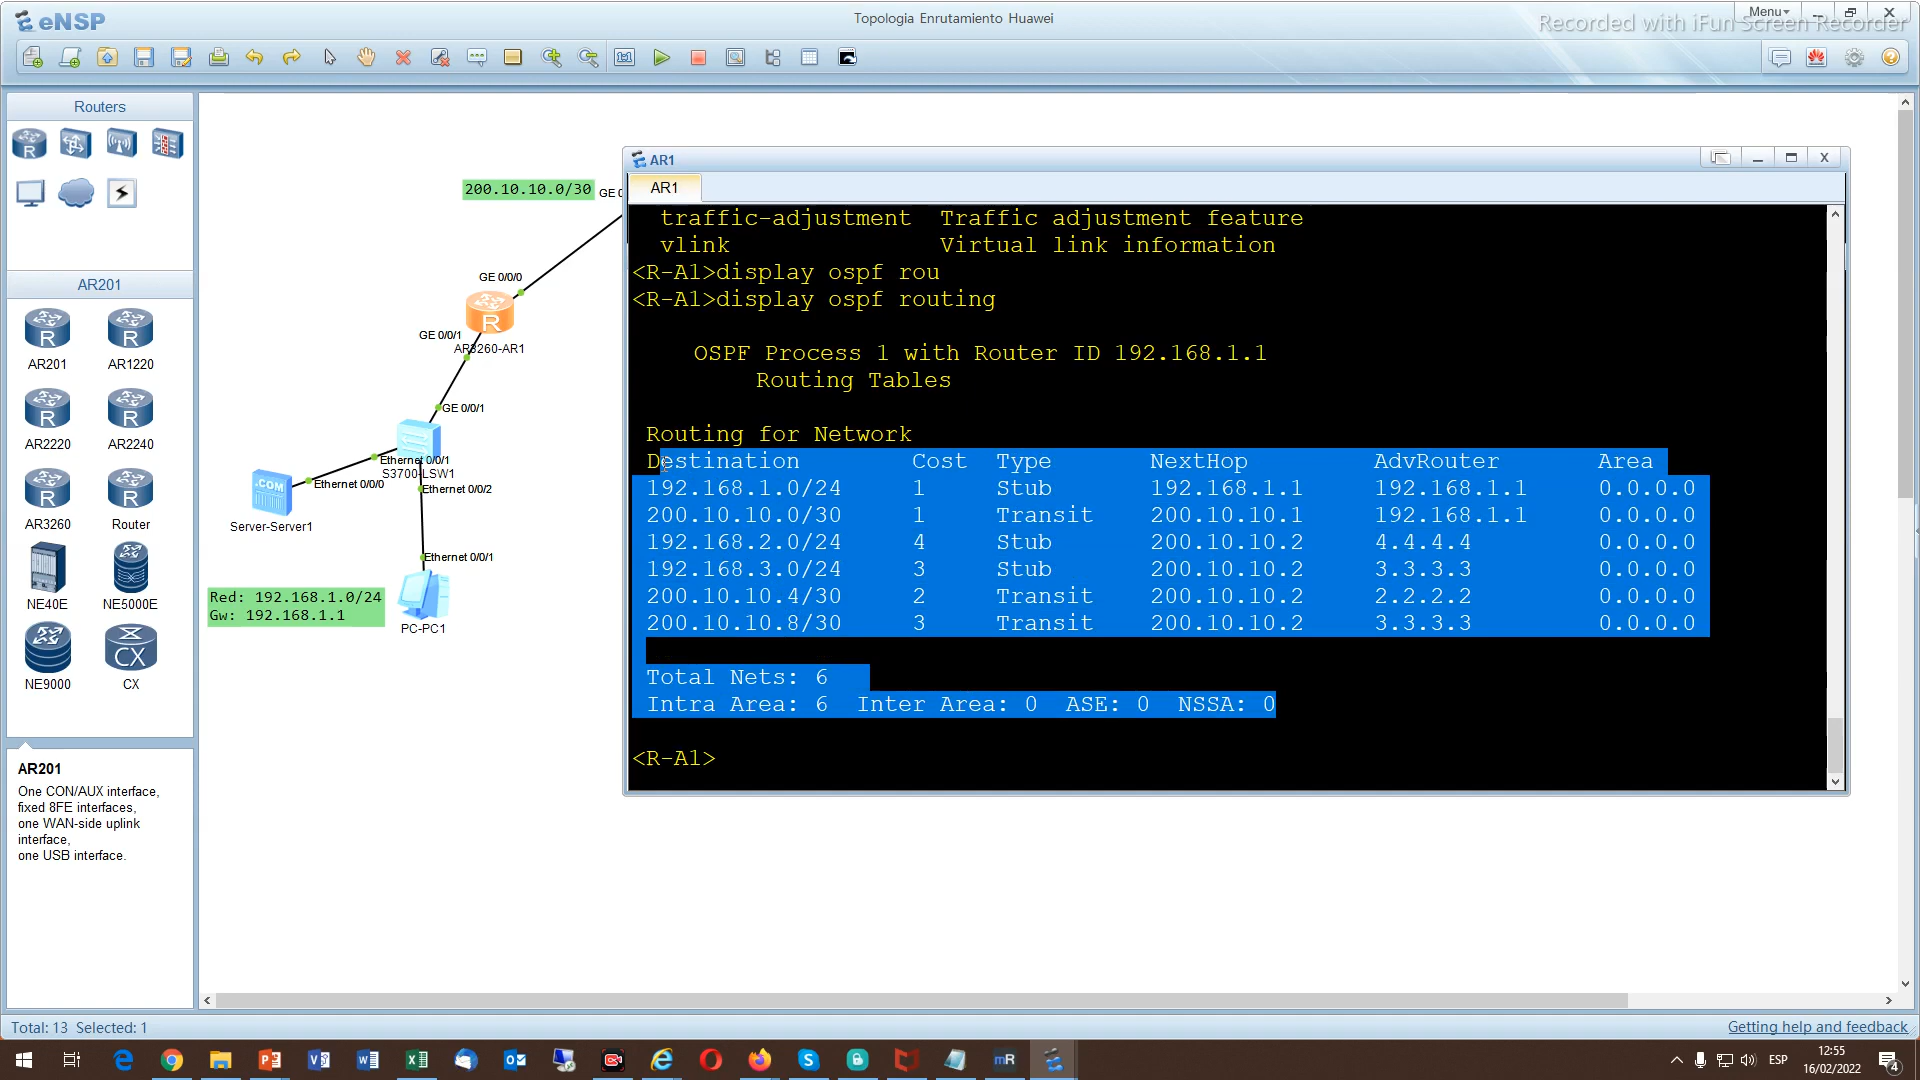 eNSP
Topologia Enrutamiento Huawei
Menu
Recorded with iFun Screen Recorder
Routers
AR201
AR201
AR1220
AR2220
AR2240
AR3260
Router
NE40E
NE5000E
NE9000
CX
AR201
One CON/AUX interface,
fixed 8FE interfaces,
one WAN-side uplink
interface,
one USB interface.
200.10.10.0/30
GE 0
GE 0/0/0
GE 0/0/1
AR3260-AR1
GE 0/0/1
Ethernet 0/0/1
S3700-LSW1
Ethernet 0/0/0
Ethernet 0/0/2
Server-Server1
Ethernet 0/0/1
Red: 192.168.1.0/24
Gw: 192.168.1.1
PC-PC1
AR1
AR1
traffic-adjustment Traffic adjustment feature
vlink Virtual link information
<R-A1>display ospf rou
<R-A1>display ospf routing
OSPF Process 1 with Router ID 192.168.1.1
Routing Tables
Routing for Network
Destination Cost Type NextHop AdvRouter Area
192.168.1.0/24 1 Stub 192.168.1.1 192.168.1.1 0.0.0.0
200.10.10.0/30 1 Transit 200.10.10.1 192.168.1.1 0.0.0.0
192.168.2.0/24 4 Stub 200.10.10.2 4.4.4.4 0.0.0.0
192.168.3.0/24 3 Stub 200.10.10.2 3.3.3.3 0.0.0.0
200.10.10.4/30 2 Transit 200.10.10.2 2.2.2.2 0.0.0.0
200.10.10.8/30 3 Transit 200.10.10.2 3.3.3.3 0.0.0.0
Total Nets: 6
Intra Area: 6 Inter Area: 0 ASE: 0 NSSA: 0
<R-A1>
Total: 13 Selected: 1
Getting help and feedback
ESP
12:55
16/02/2022
4